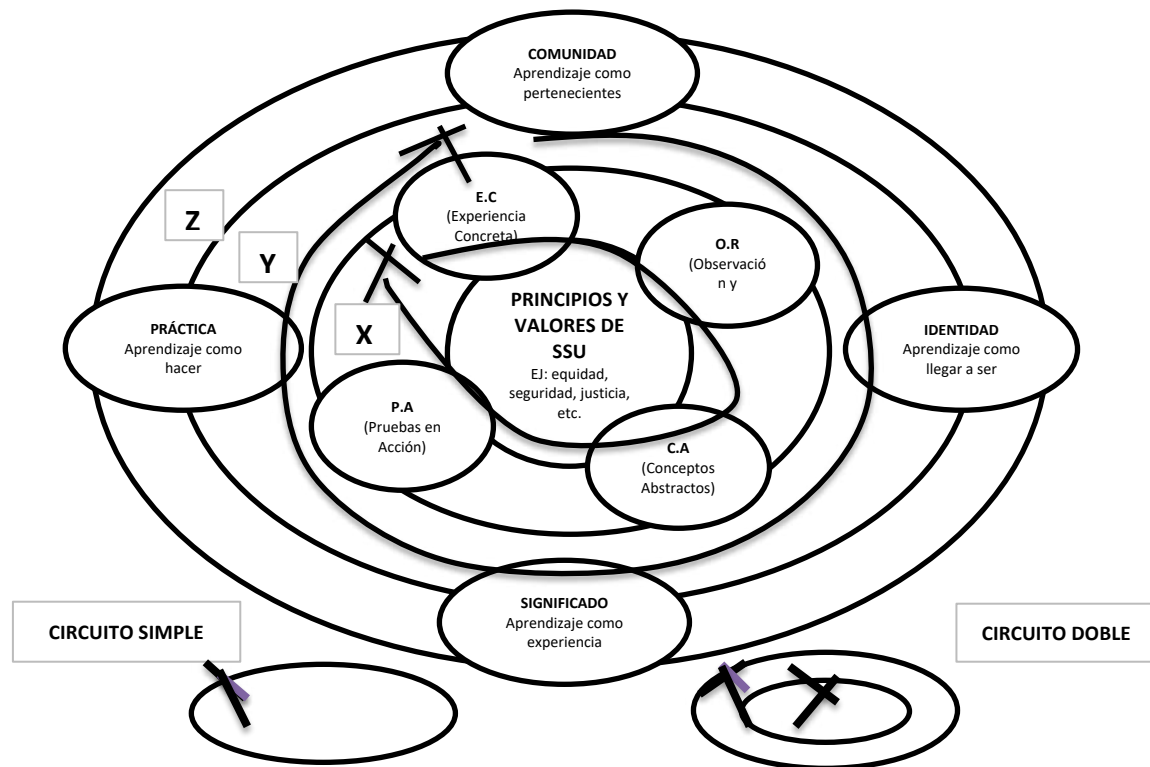 COMUNIDAD
Aprendizaje como
pertenecientes
E.C
(Experiencia
Concreta)
Z
O.R
(Observació
n y
Y
PRINCIPIOS Y
VALORES DE
SSU
EJ: equidad,
seguridad, justicia,
etc.
X
PRÁCTICA
Aprendizaje como
hacer
IDENTIDAD
Aprendizaje como
llegar a ser
P.A
(Pruebas en
Acción)
C.A
(Conceptos
Abstractos)
SIGNIFICADO
Aprendizaje como
experiencia
CIRCUITO SIMPLE
CIRCUITO DOBLE